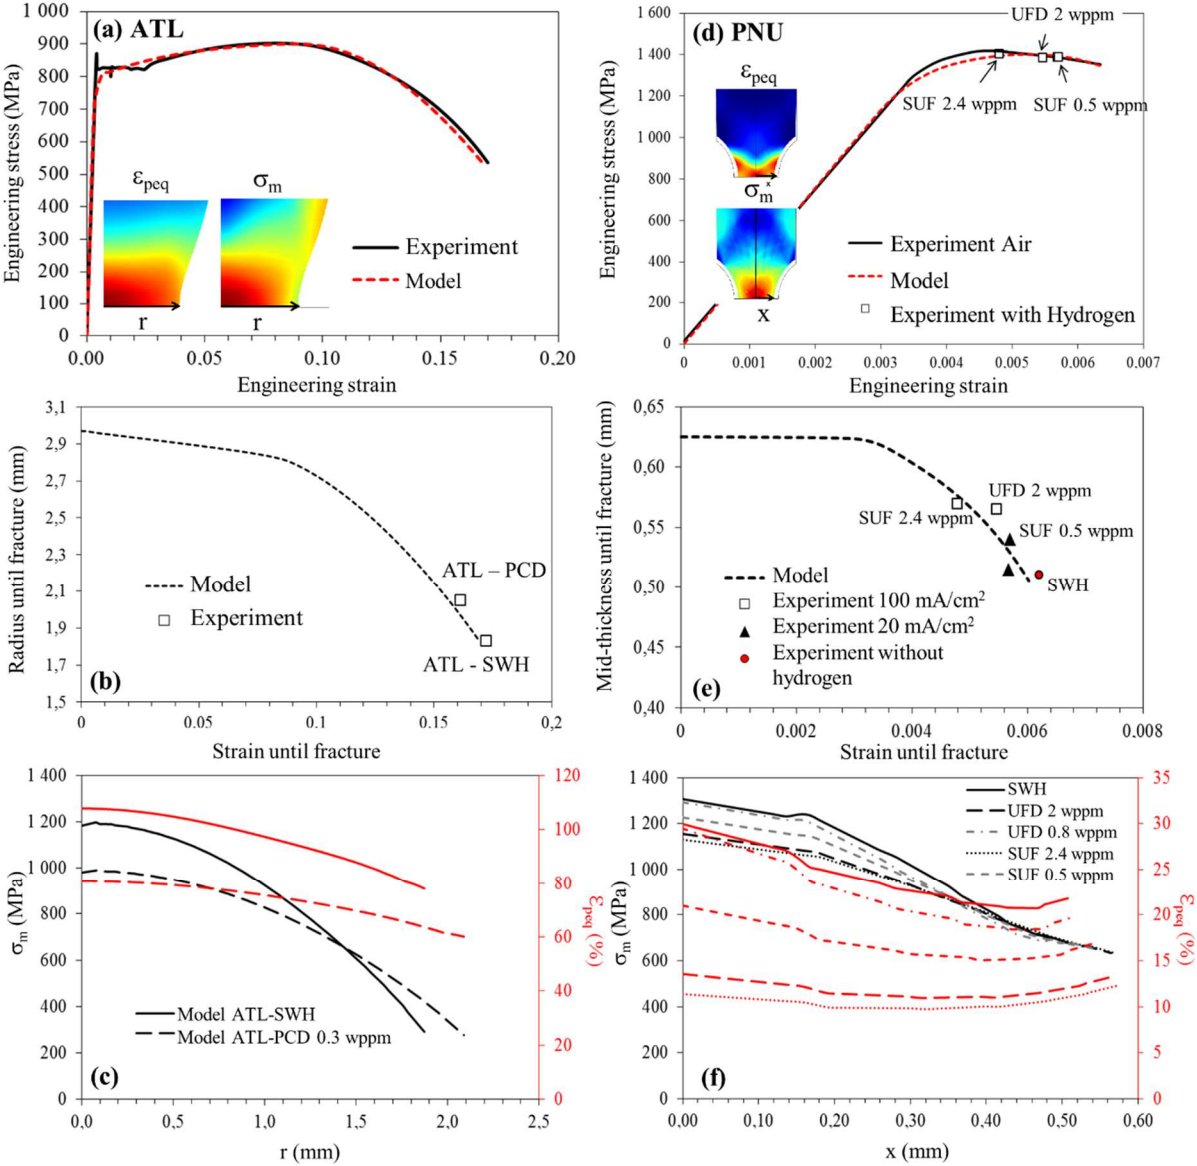 (a) ATL
Engineering stress (MPa)
1 000
900
800
700
600
500
400
300
200
100
0
εpeq
σm
r
r
Experiment
Model
0.00
0.05
0.10
0.15
0.20
Engineering strain
(d) PNU
Engineering stress (MPa)
1 600
1 400
1 200
1 000
800
600
400
200
0
UFD 2 wppm
SUF 2.4 wppm
SUF 0.5 wppm
εpeq
σm
x
x
Experiment Air
Model
Experiment with Hydrogen
0
0.001
0.002
0.003
0.004
0.005
0.006
0.007
Engineering strain
Radius until fracture (mm)
3,1
2,9
2,7
2,5
2,3
2,1
1,9
1,7
1,5
ATL – PCD
ATL - SWH
Model
Experiment
(b)
0
0.05
0.1
0.15
0,2
Strain until fracture
Mid-thickness until fracture (mm)
0,65
0,60
0,55
0,50
0,45
0,40
UFD 2 wppm
SUF 2.4 wppm
SUF 0.5 wppm
SWH
Model
Experiment 100 mA/cm²
Experiment 20 mA/cm²
Experiment without
hydrogen
(e)
0
0.002
0.004
0.006
0.008
Strain until fracture
σm (MPa)
1 400
1 200
1 000
800
600
400
200
0
120
100
80
60
40
20
0
εpeq (%)
Model ATL-SWH
Model ATL-PCD 0.3 wppm
(c)
0,0
0,5
1,0
1,5
2,0
2,5
r (mm)
σm (MPa)
1 400
1 200
1 000
800
600
400
200
0
35
30
25
20
15
10
5
0
εpeq (%)
SWH
UFD 2 wppm
UFD 0.8 wppm
SUF 2.4 wppm
SUF 0.5 wppm
(f)
0,00
0,10
0,20
0,30
0,40
0,50
0,60
x (mm)